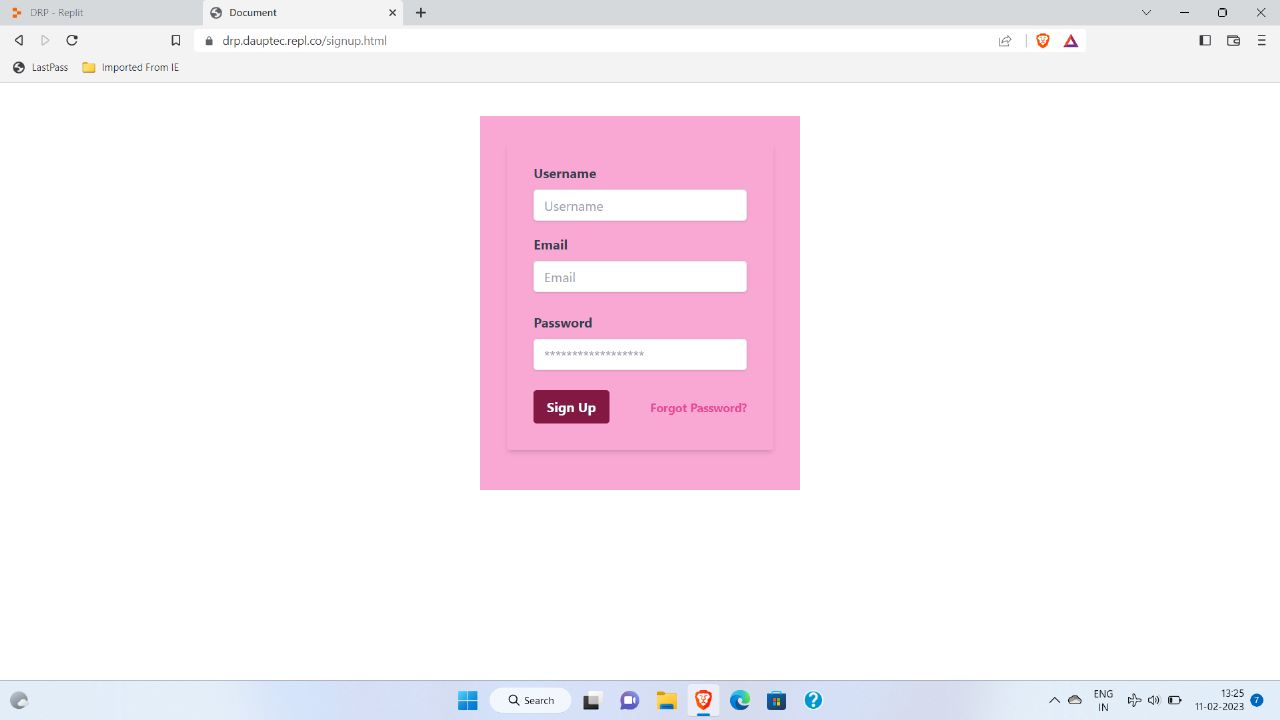 DRP - Replit
Document
drp.dauptec.repl.co/signup.html
LastPass
Imported From IE
Username
Username
Email
Email
Password
******************
Sign Up
Forgot Password?
Search
ENG
IN
13:25
11-02-2023
7